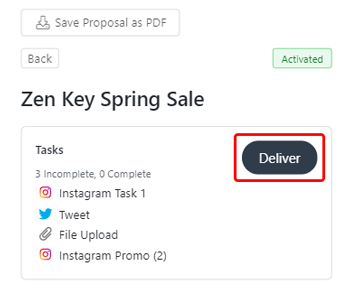 Save Proposal as PDF
Back
Activated
Zen Key Spring Sale
Tasks
Deliver
3 Incomplete, 0 Complete
Instagram Task 1
Tweet
File Upload
Instagram Promo (2)